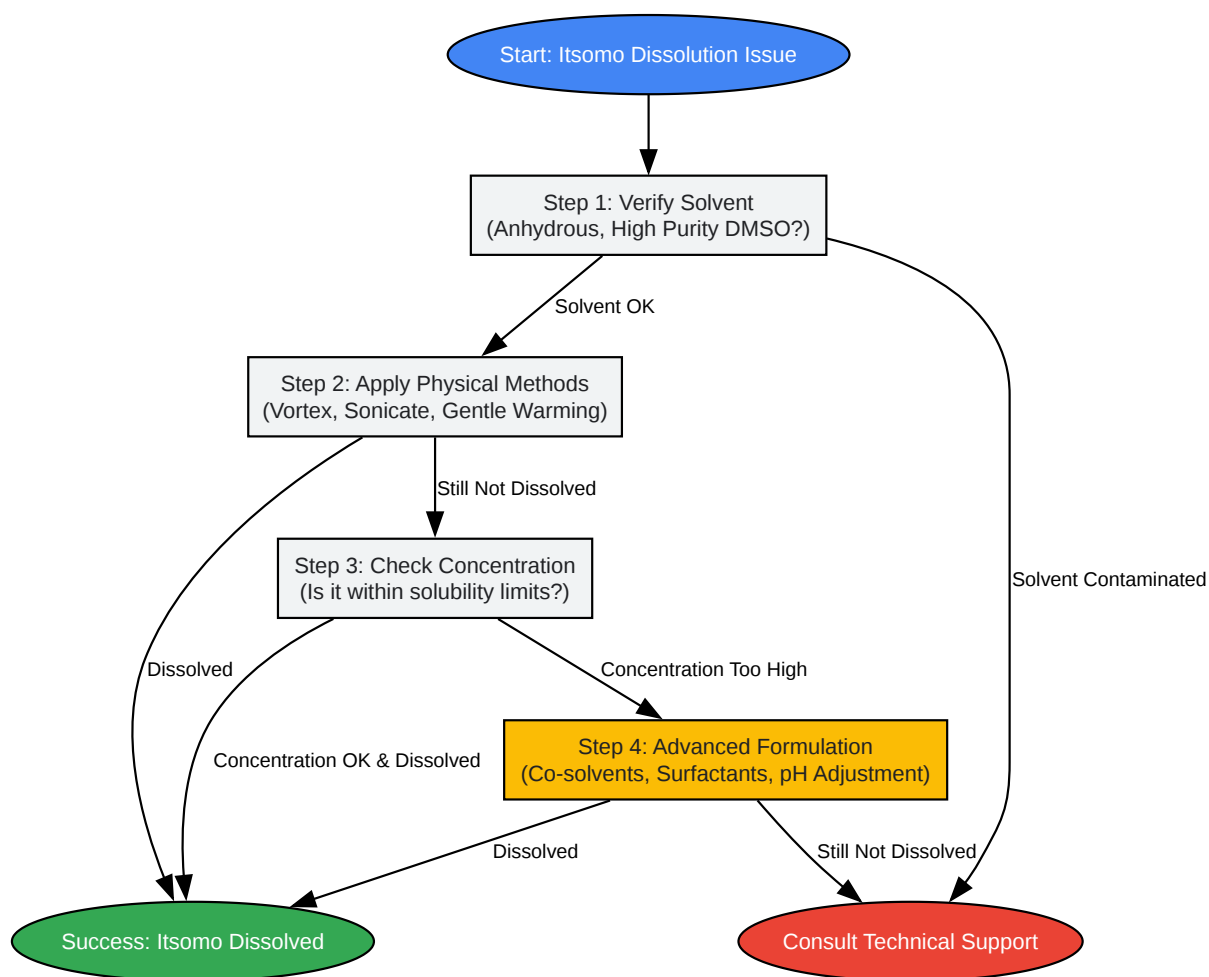 Start: Itsomo Dissolution Issue
Step 1: Verify Solvent
(Anhydrous, High Purity DMSO?)
Solvent OK
Step 2: Apply Physical Methods
(Vortex, Sonicate, Gentle Warming)
Still Not Dissolved
Step 3: Check Concentration
(Is it within solubility limits?)
Solvent Contaminated
Dissolved
Concentration Too High
Concentration OK & Dissolved
Step 4: Advanced Formulation
(Co-solvents, Surfactants, pH Adjustment)
Dissolved
Still Not Dissolved
Success: Itsomo Dissolved
Consult Technical Support